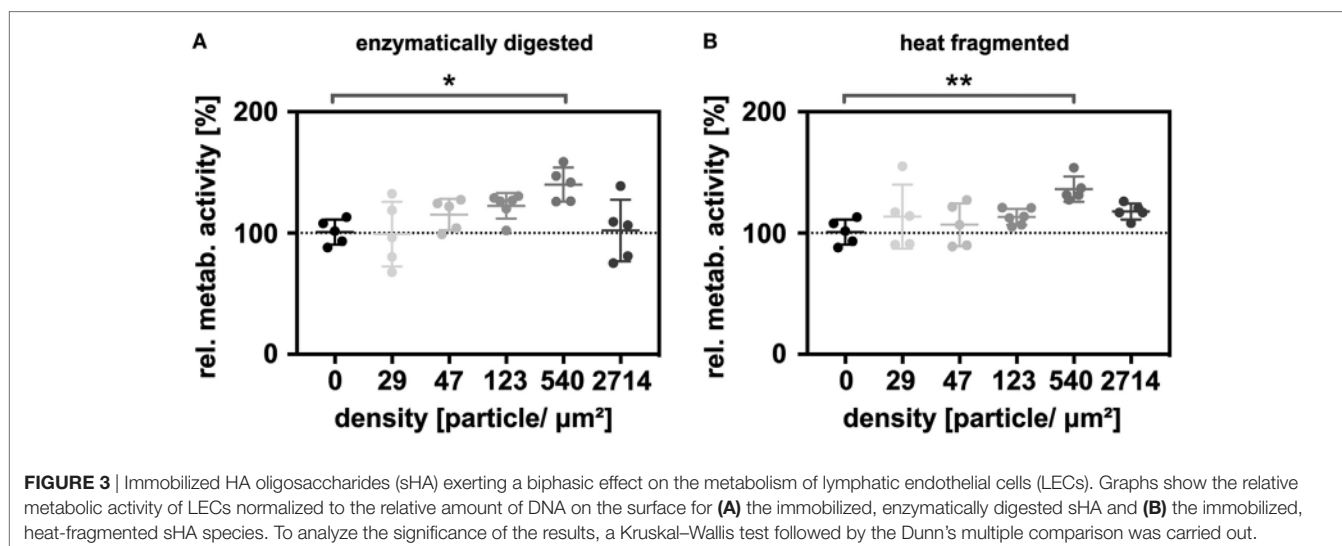 A
enzymatically digested
*
rel. metab. activity [%]
200
100
0
0 29 47 123 540 2714
density [particle/ µm²]
B
heat fragmented
**
rel. metab. activity [%]
200
100
0
0 29 47 123 540 2714
density [particle/ µm²]
FIGURE 3 | Immobilized HA oligosaccharides (sHA) exerting a biphasic effect on the metabolism of lymphatic endothelial cells (LECs). Graphs show the relative
metabolic activity of LECs normalized to the relative amount of DNA on the surface for (A) the immobilized, enzymatically digested sHA and (B) the immobilized,
heat-fragmented sHA species. To analyze the significance of the results, a Kruskal–Wallis test followed by the Dunn's multiple comparison was carried out.